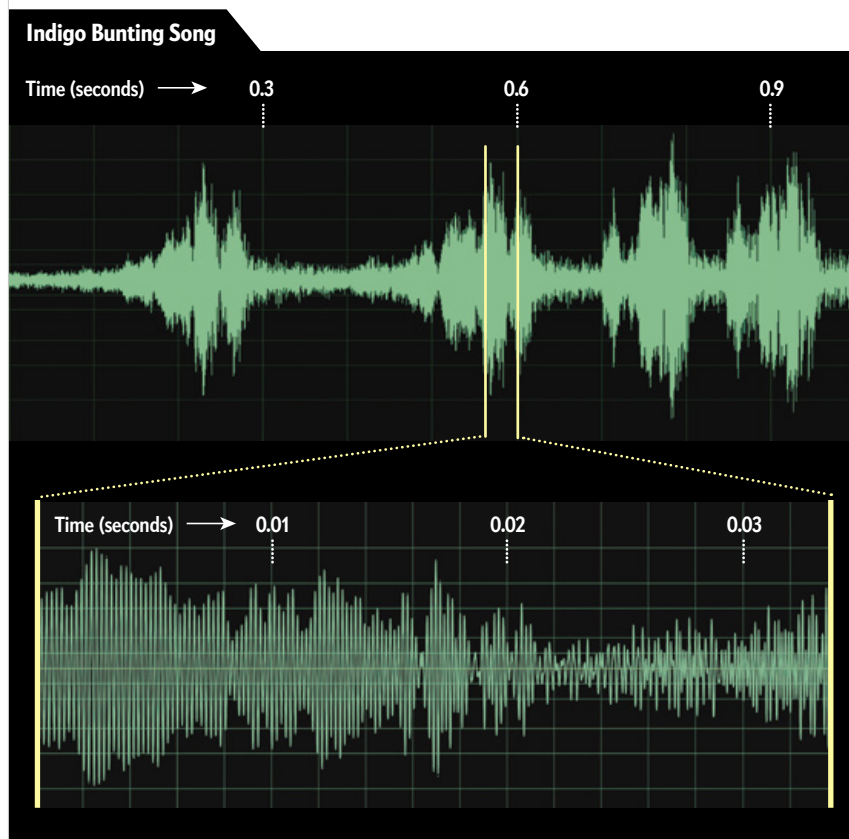 Indigo Bunting Song
Time (seconds) → 0.3 0.6 0.9
Time (seconds) → 0.01 0.02 0.03